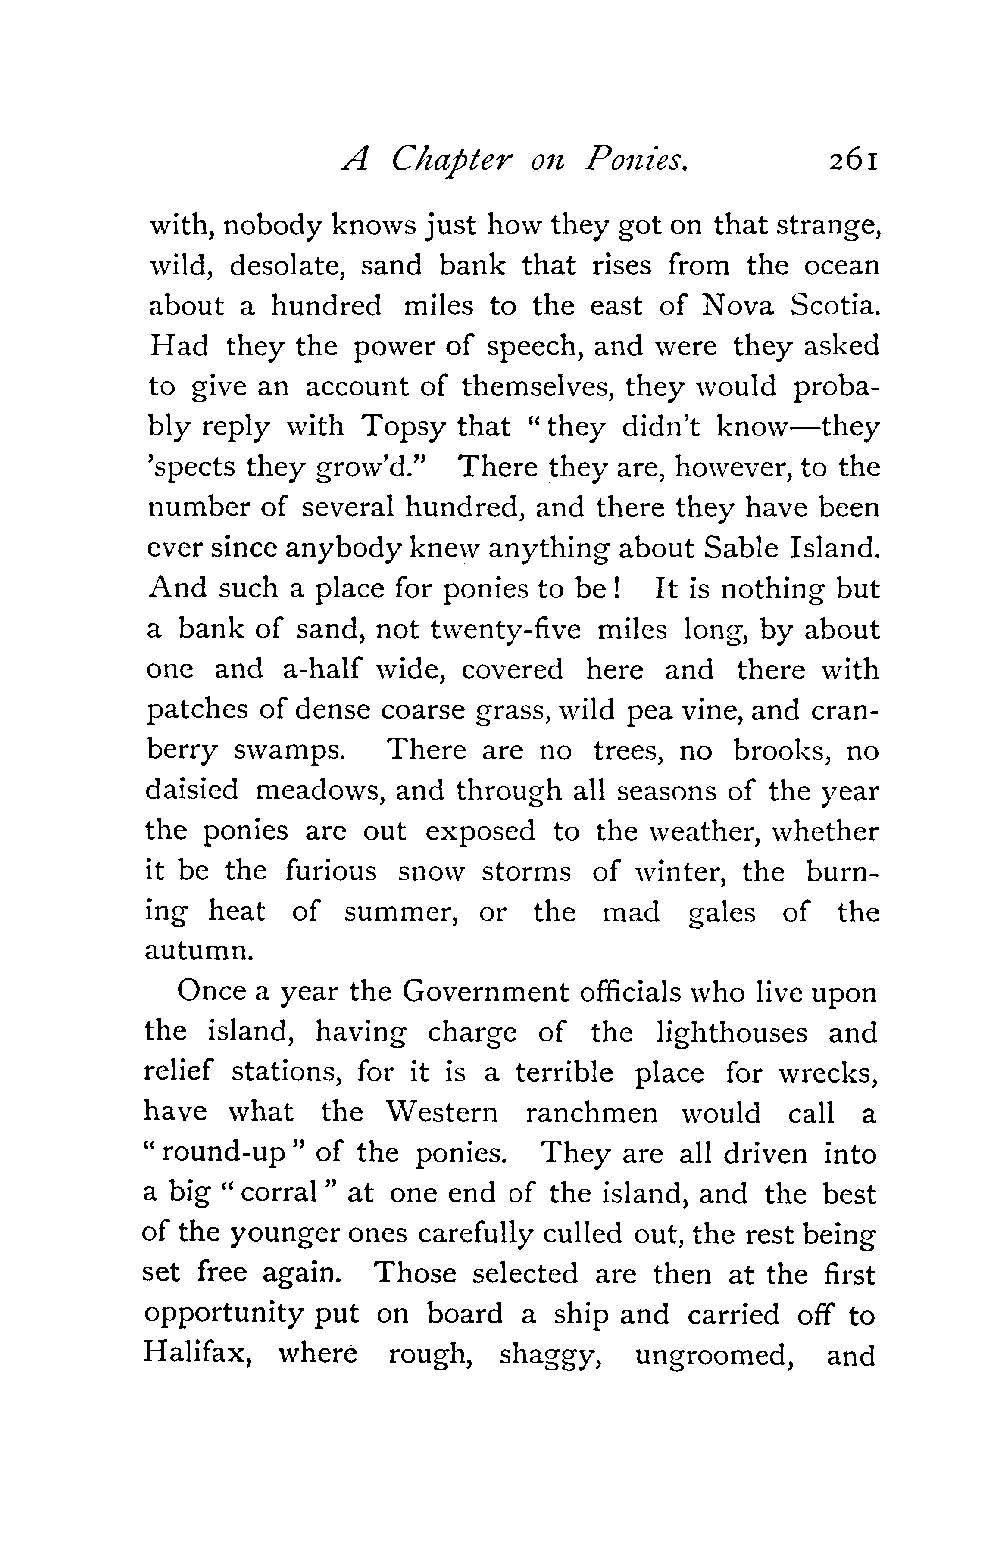 A Chapter on Ponies. 261
with, nobody knows just how they got on that strange,
wild, desolate, sand bank that rises from the ocean
about a hundred miles to the east of Nova Scotia.
Had they the power of speech, and were they asked
to give an account of themselves, they would proba-
bly reply with Topsy that “ they didn’t know—they
’spects they grow’d.” There they are, however, to the
number of several hundred, and there they have been
ever since anybody knew anything about Sable Island.
And such a place for ponies to be ! It is nothing but
a bank of sand, not twenty-five miles long, by about
one and a-half wide, covered here and there with
patches of dense coarse grass, wild pea vine, and cran-
berry swamps. There are no trees, no brooks, no
daisied meadows, and through all seasons of the year
the ponies are out exposed to the weather, whether
it be the furious snow storms of winter, the burn-
ing heat of summer, or the mad gales of the
autumn.
Once a year the Government officials who live upon
the island, having charge of the lighthouses and
relief stations, for it is a terrible place for wrecks,
have what the Western ranchmen would call a
“ round-up ” of the ponies. They are all driven into
a big “ corral ” at one end of the island, and the best
of the younger ones carefully culled out, the rest being
set free again. Those selected are then at the first
opportunity put on board a ship and carried off to
Halifax, where rough, shaggy, ungroomed, and